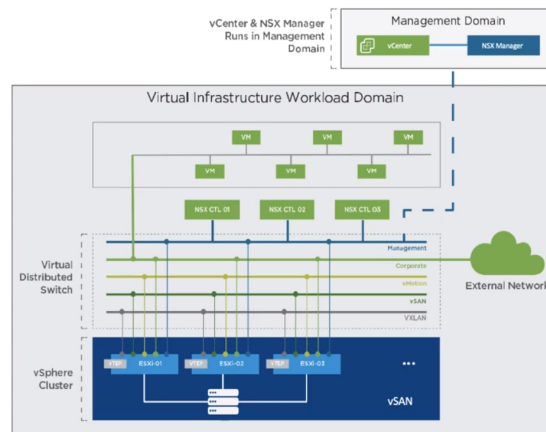 vCenter & NSX Manager
Runs in Management
Domain
Management Domain
vCenter
NSX Manager
Virtual Infrastructure Workload Domain
VM
VM
VM
VM
VM
VM
NSX CTL 01
NSX CTL 02
NSX CTL 03
Virtual
Distributed
Switch
Management
Corporate
vMotion
vSAN
VXLAN
External Network
vSphere
Cluster
VTEP
ESXi-01
VTEP
ESXi-02
VTEP
ESXi-03
...
vSAN